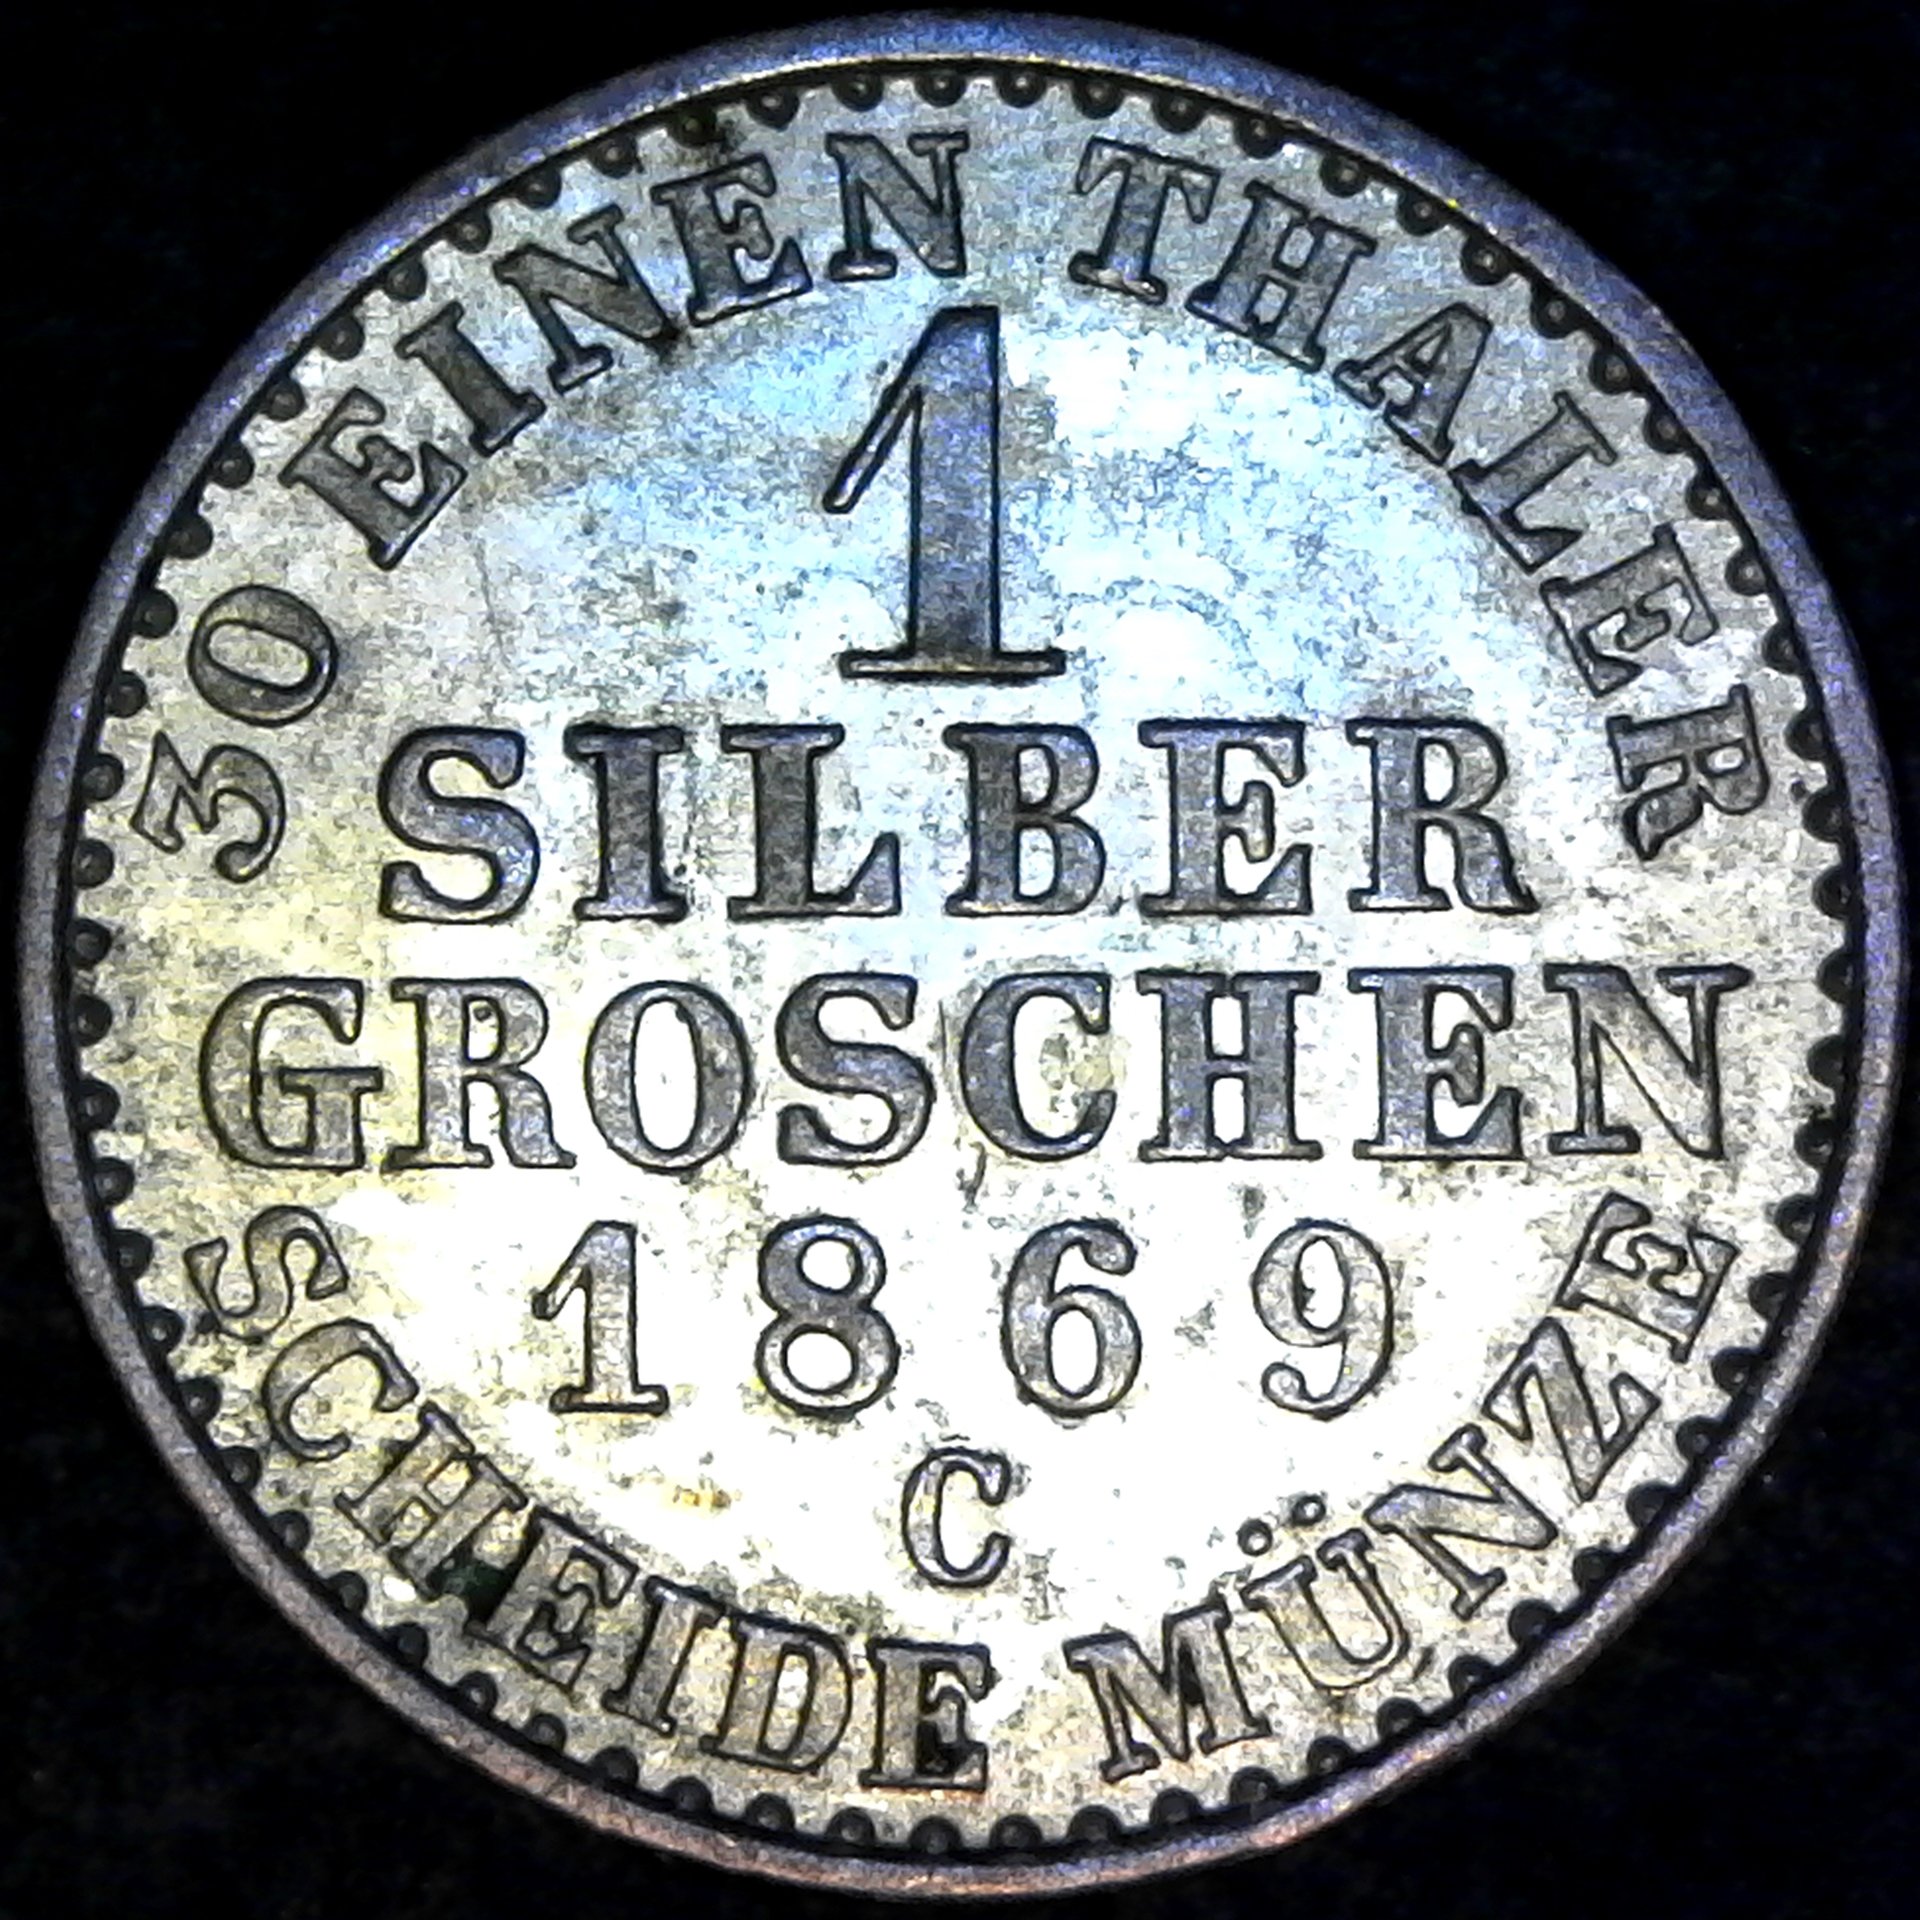 30 EINEN THALER
1
SILBER
GROSCHEN
1869
C
SCHEIDE MÜNZE